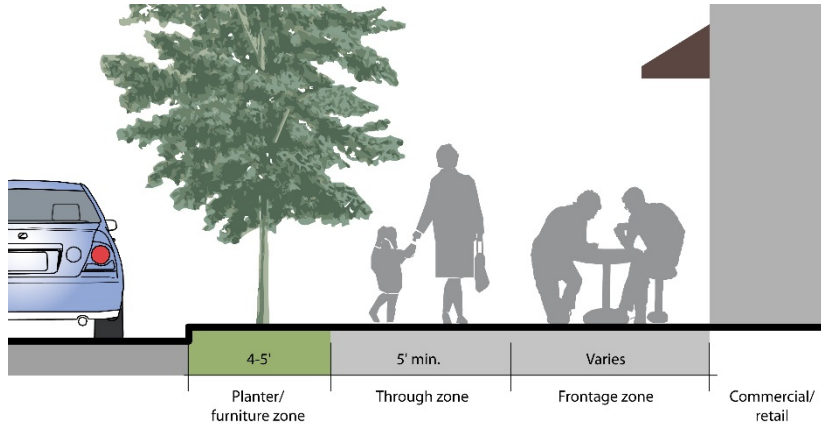 4-5'
5' min.
Varies
Planter/
furniture zone
Through zone
Frontage zone
Commercial/
retail